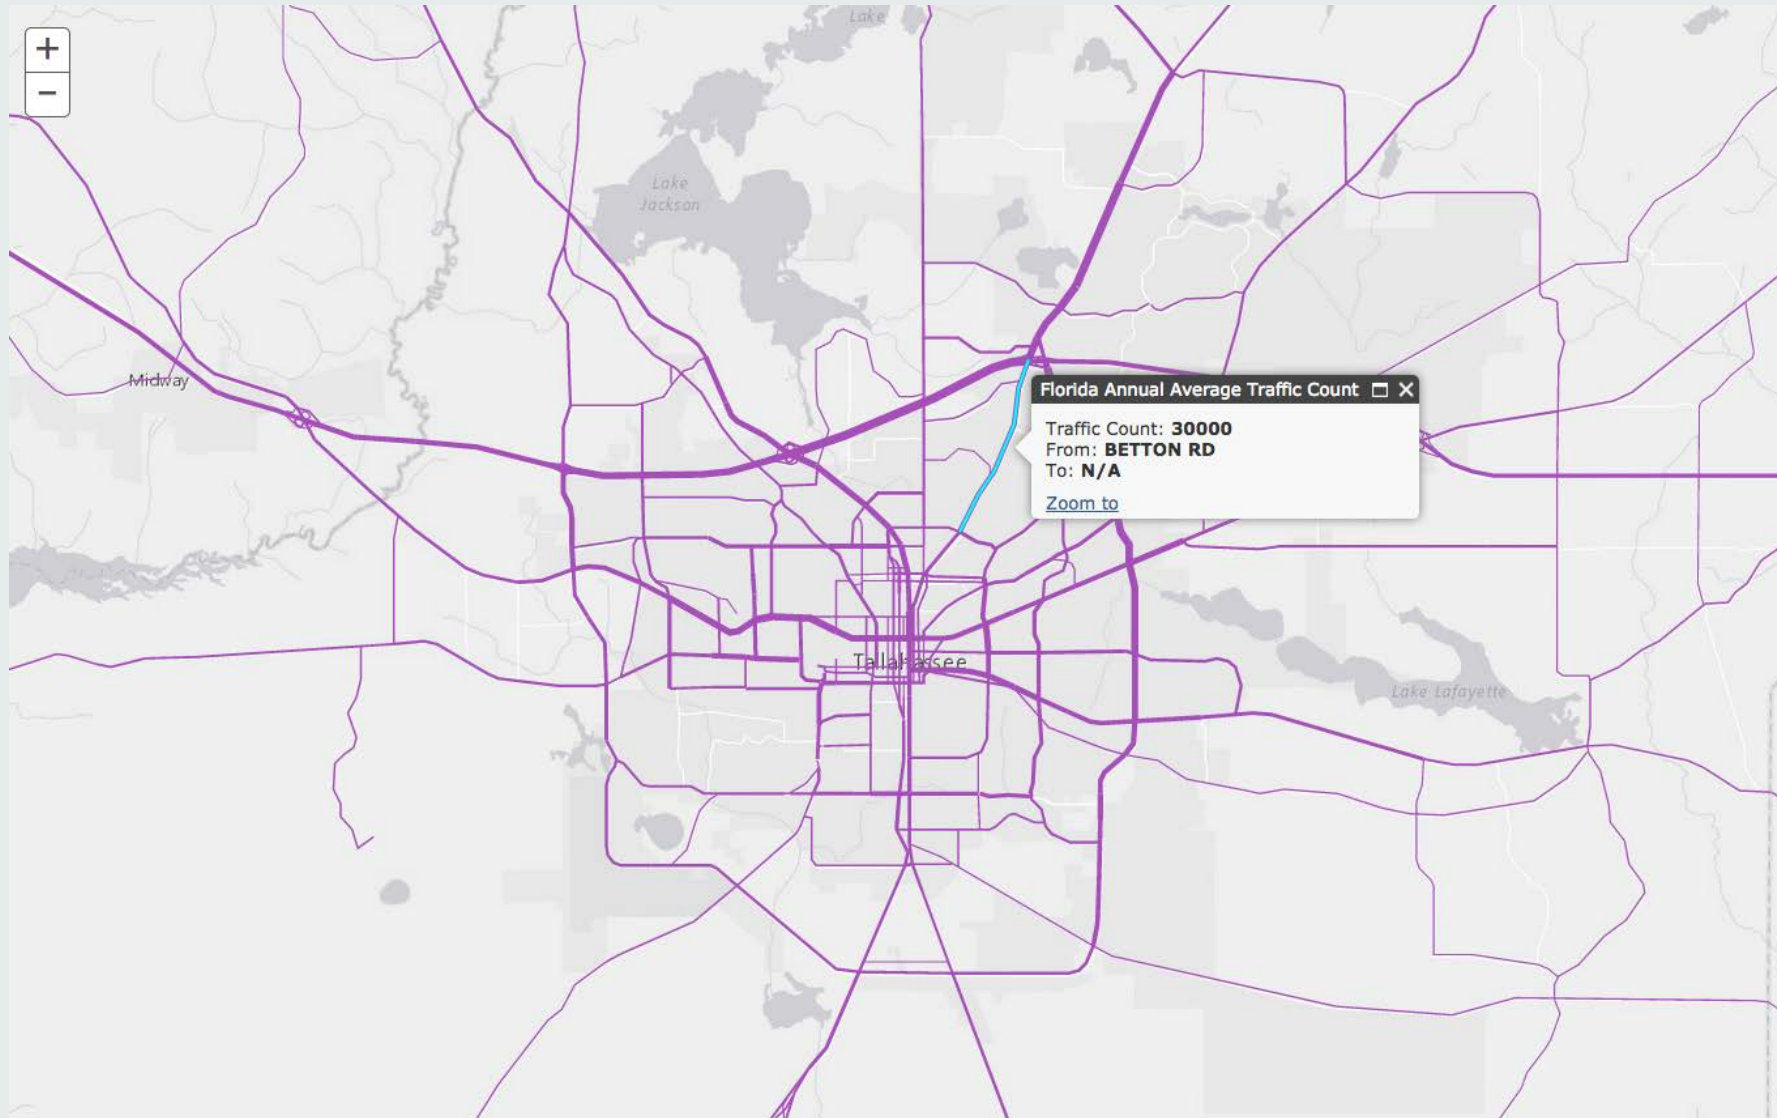 Lake
+
−
Lake
Jackson
Midway
Florida Annual Average Traffic Count
Traffic Count: 30000
From: BETTON RD
To: N/A
Zoom to
Tallahassee
Lake Lafayette